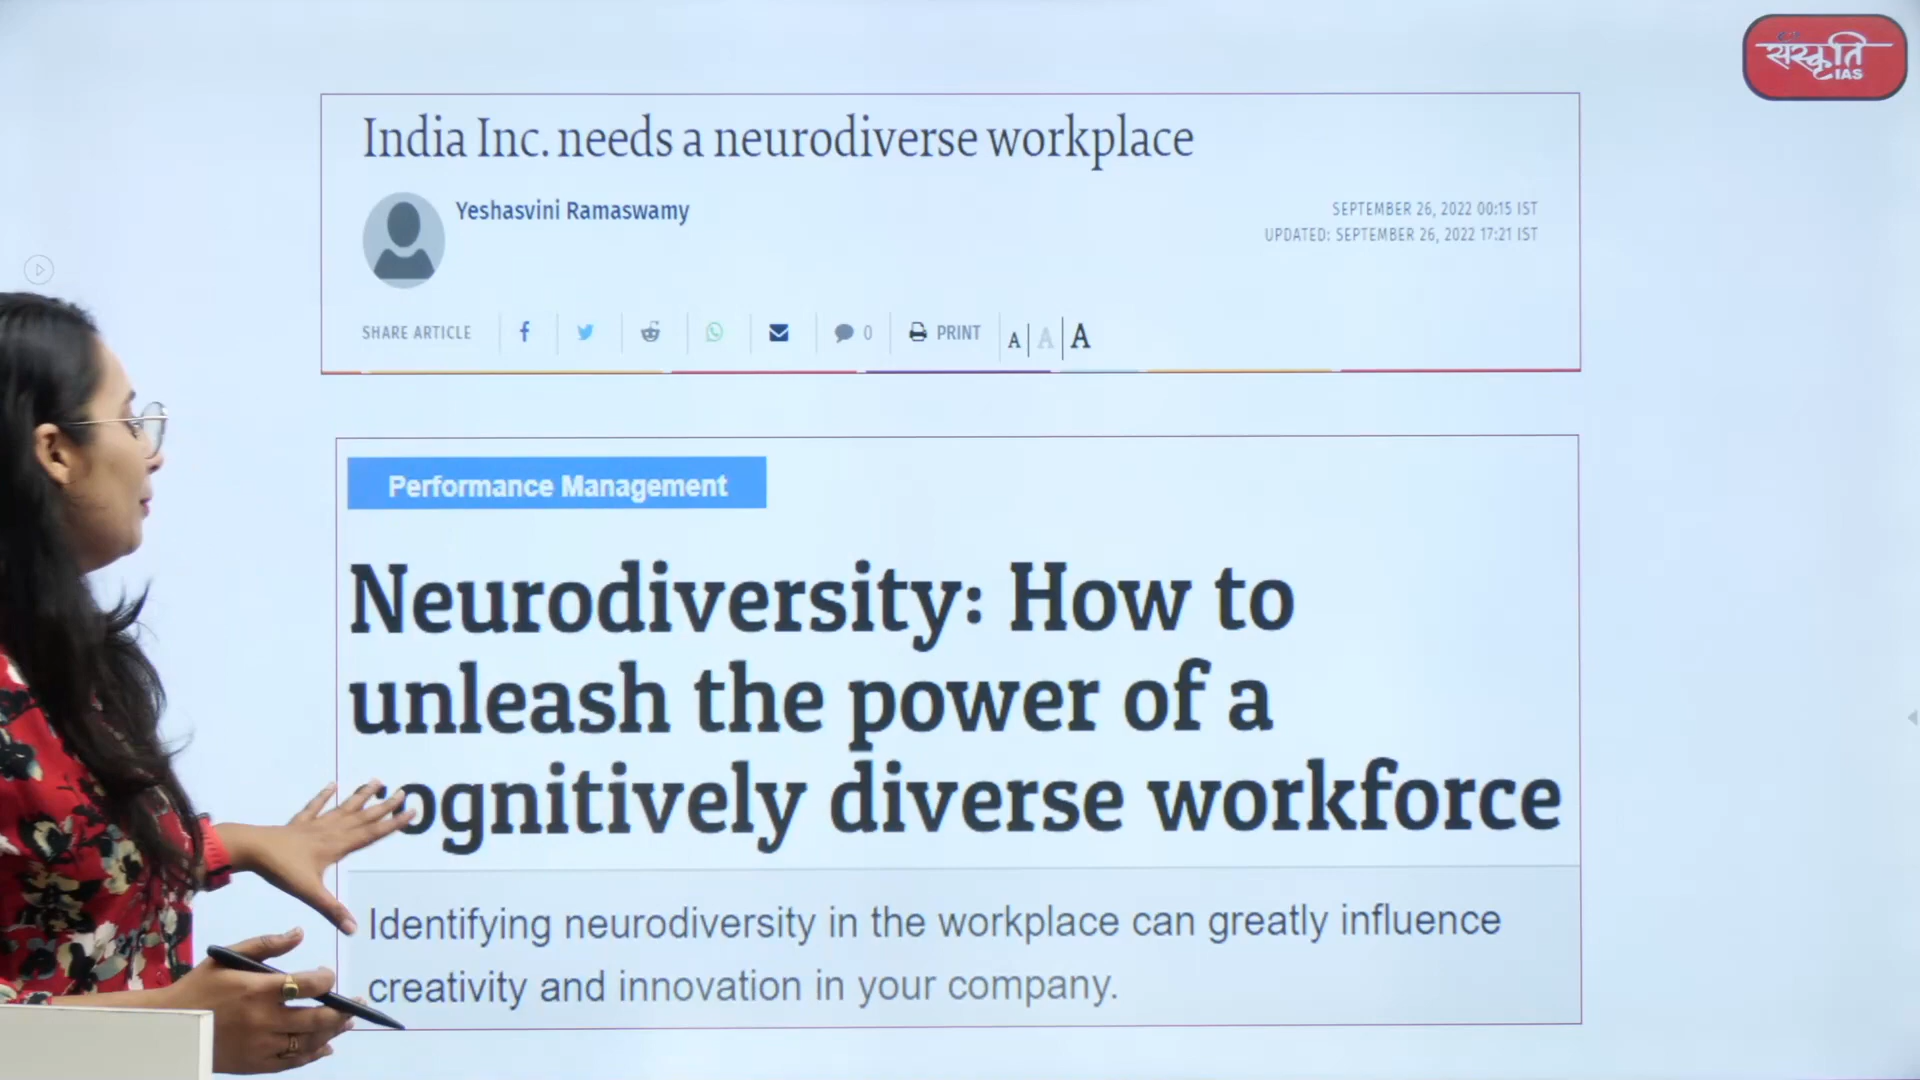 संस्कृति
IAS
India Inc. needs a neurodiverse workplace
Yeshasvini Ramaswamy
SEPTEMBER 26, 2022 00:15 IST
UPDATED: SEPTEMBER 26, 2022 17:21 IST
SHARE ARTICLE
0
PRINT
A A A
Performance Management
Neurodiversity: How to
unleash the power of a
cognitively diverse workforce
Identifying neurodiversity in the workplace can greatly influence
creativity and innovation in your company.